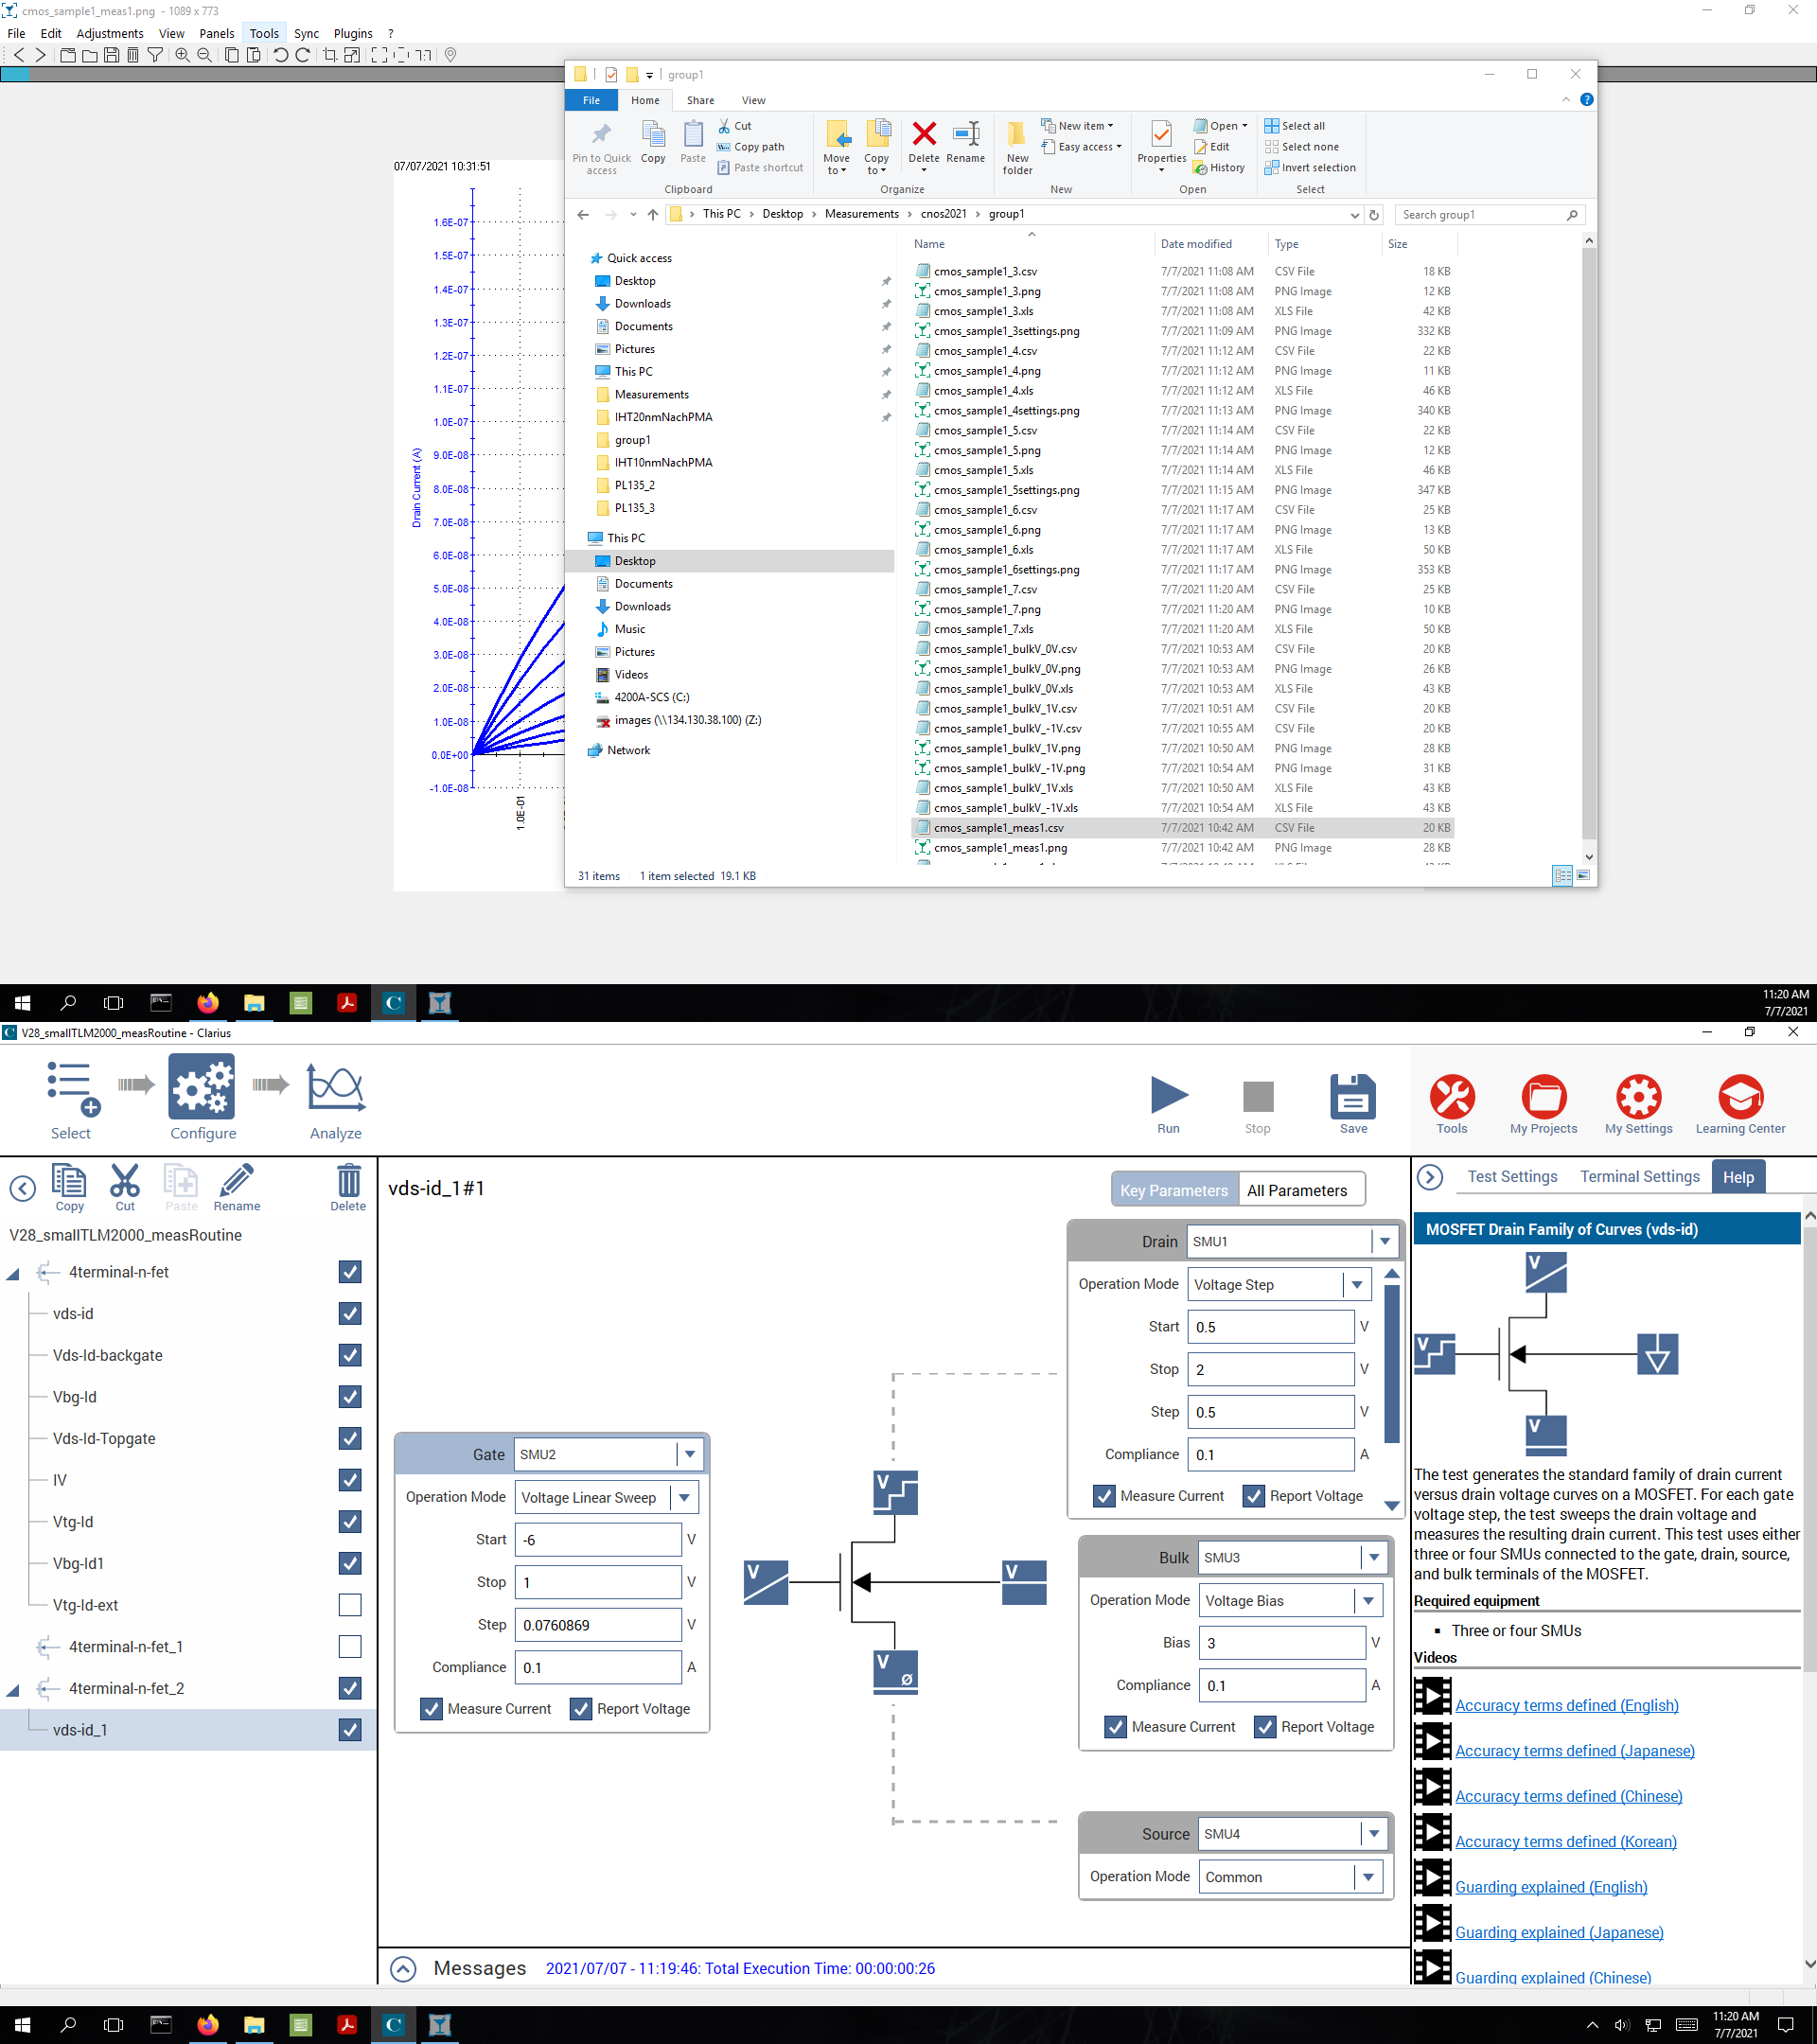 cmos_sample1_meas1.png - 1089 x 773
File Edit Adjustments View Panels Tools Sync Plugins ?
07/07/2021 10:31:51
1.6E-07
1.5E-07
1.4E-07
1.3E-07
1.2E-07
1.1E-07
1.0E-07
9.0E-08
8.0E-08
7.0E-08
6.0E-08
5.0E-08
4.0E-08
3.0E-08
2.0E-08
1.0E-08
0.0E+00
-1.0E-08
Drain Current (A)
1.0E-01
group1
File Home Share View
Pin to Quick access
Copy
Paste
Cut
Copy path
Paste shortcut
Clipboard
Move to
Copy to
Delete
Rename
Organize
New folder
New item
Easy access
New
Properties
Open
Edit
History
Open
Select all
Select none
Invert selection
Select
This PC Desktop Measurements cnos2021 group1
Search group1
Quick access
Desktop
Downloads
Documents
Pictures
This PC
Measurements
IHT20nmNachPMA
group1
IHT10nmNachPMA
PL135_2
PL135_3
This PC
Desktop
Documents
Downloads
Music
Pictures
Videos
4200A-SCS (C:)
images (\\134.130.38.100) (Z:)
Network
Name Date modified Type Size
cmos_sample1_3.csv 7/7/2021 11:08 AM CSV File 18 KB
cmos_sample1_3.png 7/7/2021 11:08 AM PNG Image 12 KB
cmos_sample1_3.xls 7/7/2021 11:08 AM XLS File 42 KB
cmos_sample1_3settings.png 7/7/2021 11:09 AM PNG Image 332 KB
cmos_sample1_4.csv 7/7/2021 11:12 AM CSV File 22 KB
cmos_sample1_4.png 7/7/2021 11:12 AM PNG Image 11 KB
cmos_sample1_4.xls 7/7/2021 11:12 AM XLS File 46 KB
cmos_sample1_4settings.png 7/7/2021 11:13 AM PNG Image 340 KB
cmos_sample1_5.csv 7/7/2021 11:14 AM CSV File 22 KB
cmos_sample1_5.png 7/7/2021 11:14 AM PNG Image 12 KB
cmos_sample1_5.xls 7/7/2021 11:14 AM XLS File 46 KB
cmos_sample1_5settings.png 7/7/2021 11:15 AM PNG Image 347 KB
cmos_sample1_6.csv 7/7/2021 11:17 AM CSV File 25 KB
cmos_sample1_6.png 7/7/2021 11:17 AM PNG Image 13 KB
cmos_sample1_6.xls 7/7/2021 11:17 AM XLS File 50 KB
cmos_sample1_6settings.png 7/7/2021 11:17 AM PNG Image 353 KB
cmos_sample1_7.csv 7/7/2021 11:20 AM CSV File 25 KB
cmos_sample1_7.png 7/7/2021 11:20 AM PNG Image 10 KB
cmos_sample1_7.xls 7/7/2021 11:20 AM XLS File 50 KB
cmos_sample1_bulkV_0V.csv 7/7/2021 10:53 AM CSV File 20 KB
cmos_sample1_bulkV_0V.png 7/7/2021 10:53 AM PNG Image 26 KB
cmos_sample1_bulkV_0V.xls 7/7/2021 10:53 AM XLS File 43 KB
cmos_sample1_bulkV_1V.csv 7/7/2021 10:51 AM CSV File 20 KB
cmos_sample1_bulkV_-1V.csv 7/7/2021 10:55 AM CSV File 20 KB
cmos_sample1_bulkV_1V.png 7/7/2021 10:50 AM PNG Image 28 KB
cmos_sample1_bulkV_-1V.png 7/7/2021 10:54 AM PNG Image 31 KB
cmos_sample1_bulkV_1V.xls 7/7/2021 10:50 AM XLS File 43 KB
cmos_sample1_bulkV_-1V.xls 7/7/2021 10:54 AM XLS File 43 KB
cmos_sample1_meas1.csv 7/7/2021 10:42 AM CSV File 20 KB
cmos_sample1_meas1.png 7/7/2021 10:42 AM PNG Image 28 KB
31 items 1 item selected 19.1 KB
11:20 AM
7/7/2021
V28_smallTLM2000_measRoutine - Clarius
Select
Configure
Analyze
Run
Stop
Save
Tools
My Projects
My Settings
Learning Center
Copy
Cut
Paste
Rename
Delete
V28_smallTLM2000_measRoutine
4terminal-n-fet
vds-id
Vds-Id-backgate
Vbg-Id
Vds-Id-Topgate
IV
Vtg-Id
Vbg-Id1
Vtg-Id-ext
4terminal-n-fet_1
4terminal-n-fet_2
vds-id_1
vds-id_1#1
Key Parameters All Parameters
Gate SMU2
Operation Mode Voltage Linear Sweep
Start -6 V
Stop 1 V
Step 0.0760869 V
Compliance 0.1 A
Measure Current Report Voltage
V
V
V
V
Drain SMU1
Operation Mode Voltage Step
Start 0.5 V
Stop 2 V
Step 0.5 V
Compliance 0.1 A
Measure Current Report Voltage
Bulk SMU3
Operation Mode Voltage Bias
Bias 3 V
Compliance 0.1 A
Measure Current Report Voltage
Source SMU4
Operation Mode Common
Messages 2021/07/07 - 11:19:46: Total Execution Time: 00:00:00:26
Test Settings Terminal Settings Help
MOSFET Drain Family of Curves (vds-id)
V
V
V
The test generates the standard family of drain current
versus drain voltage curves on a MOSFET. For each gate
voltage step, the test sweeps the drain voltage and
measures the resulting drain current. This test uses either
three or four SMUs connected to the gate, drain, source,
and bulk terminals of the MOSFET.
Required equipment
Three or four SMUs
Videos
Accuracy terms defined (English)
Accuracy terms defined (Japanese)
Accuracy terms defined (Chinese)
Accuracy terms defined (Korean)
Guarding explained (English)
Guarding explained (Japanese)
Guarding explained (Chinese)
11:20 AM
7/7/2021